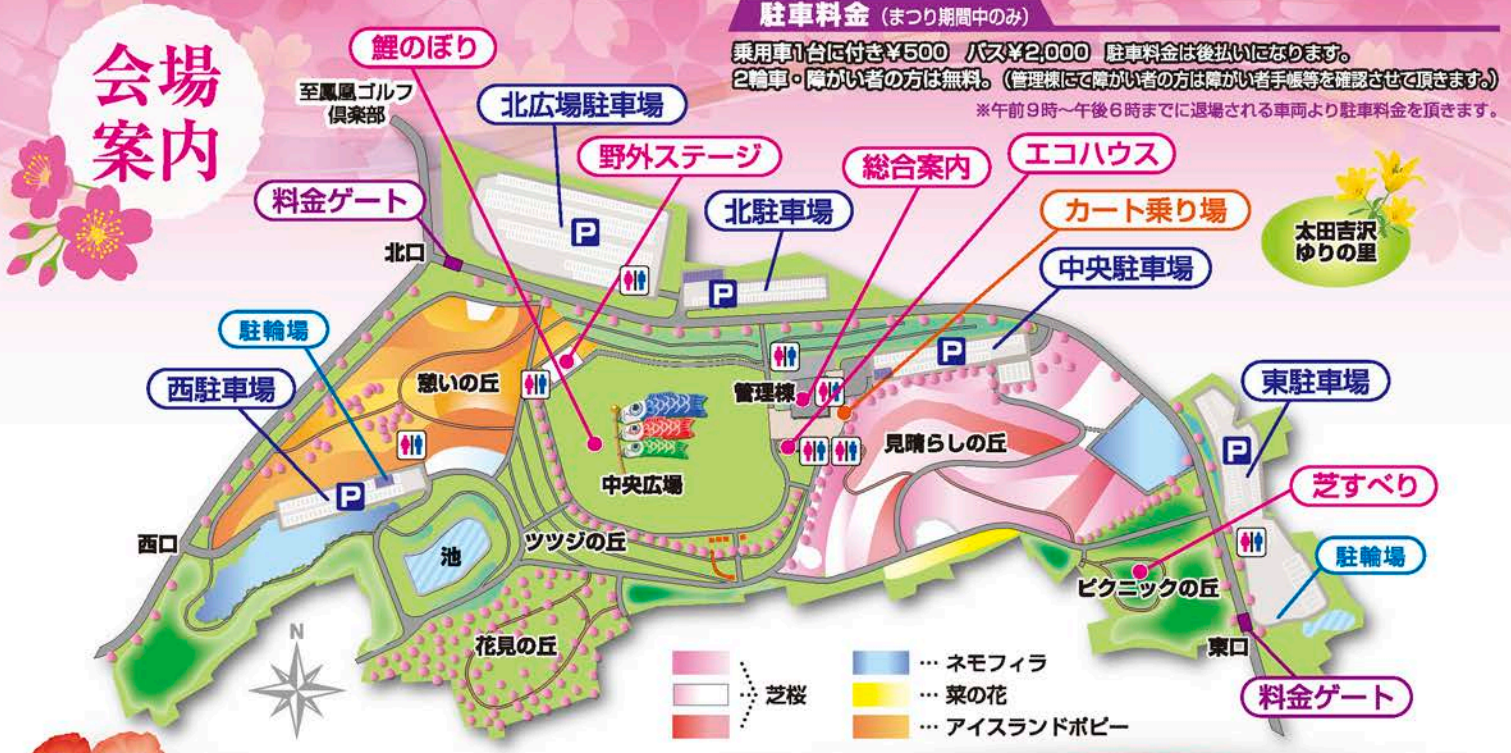 会場
案内
駐車料金 (まつり期間中のみ)
乗用車1台に付き¥500 バス¥2,000 駐車料金は後払いになります。
2輪車・障がい者の方は無料。(管理棟にて障がい者の方は障がい者手帳等を確認させて頂きます。)
※午前9時~午後6時までに退場される車両より駐車料金を頂きます。
鯉のぼり
至鳳凰ゴルフ
倶楽部
北広場駐車場
野外ステージ
総合案内
エコハウス
料金ゲート
北駐車場
カート乗り場
太田吉沢
ゆりの里
北口
P
中央駐車場
P
駐輪場
P
西駐車場
憩いの丘
管理棟
東駐車場
見晴らしの丘
P
中央広場
芝すべり
P
西口
池
ツツジの丘
駐輪場
ピクニックの丘
N
花見の丘
東口
料金ゲート
芝桜
… ネモフィラ
… 菜の花
… アイスランドポピー